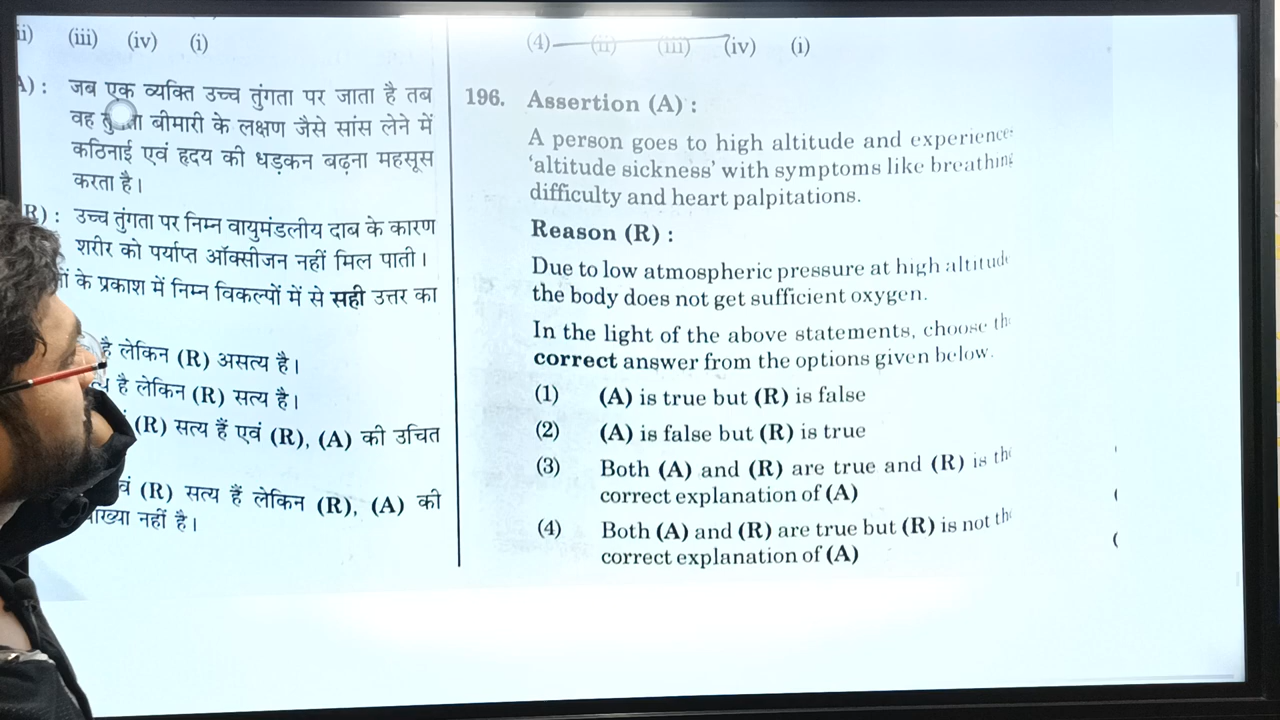 (iii) (iv) (i)
जब एक व्यक्ति उच्च तुंगता पर जाता है तब
वह बीमारी के लक्षण जैसे सांस लेने में
कठिनाई एवं हृदय की धड़कन बढ़ना महसूस
करता है।
उच्च तुंगता पर निम्न वायुमंडलीय दाब के कारण
शरीर को पर्याप्त ऑक्सीजन नहीं मिल पाती।
के प्रकाश में निम्न विकल्पों में से सही उत्तर का
है लेकिन (R) असत्य है।
है लेकिन (R) सत्य है।
(R) सत्य हैं एवं (R), (A) की उचित
(R) सत्य हैं लेकिन (R), (A) की
नहीं है।
(4) (ii) (iii) (iv) (i)
196. Assertion (A) :
A person goes to high altitude and experience
‘altitude sickness’ with symptoms like breathing
difficulty and heart palpitations.
Reason (R) :
Due to low atmospheric pressure at high altitud
the body does not get sufficient oxygen.
In the light of the above statements, choose th
correct answer from the options given below.
(1) (A) is true but (R) is false
(2) (A) is false but (R) is true
(3) Both (A) and (R) are true and (R) is the
correct explanation of (A)
(4) Both (A) and (R) are true but (R) is not the
correct explanation of (A)